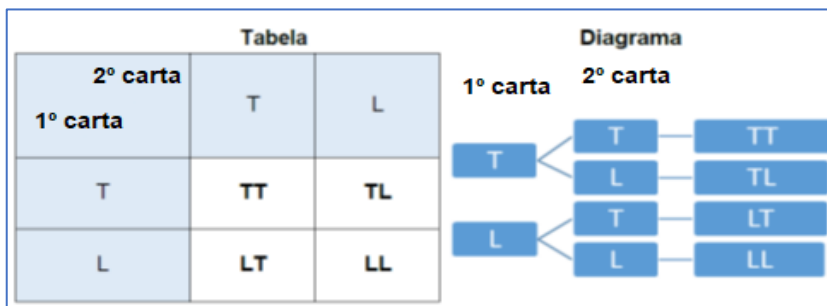 Tabela
2º carta
1º carta
T
L
T
TT
TL
L
LT
LL
Diagrama
1º carta
2º carta
T
T
TT
L
TL
L
T
LT
L
LL